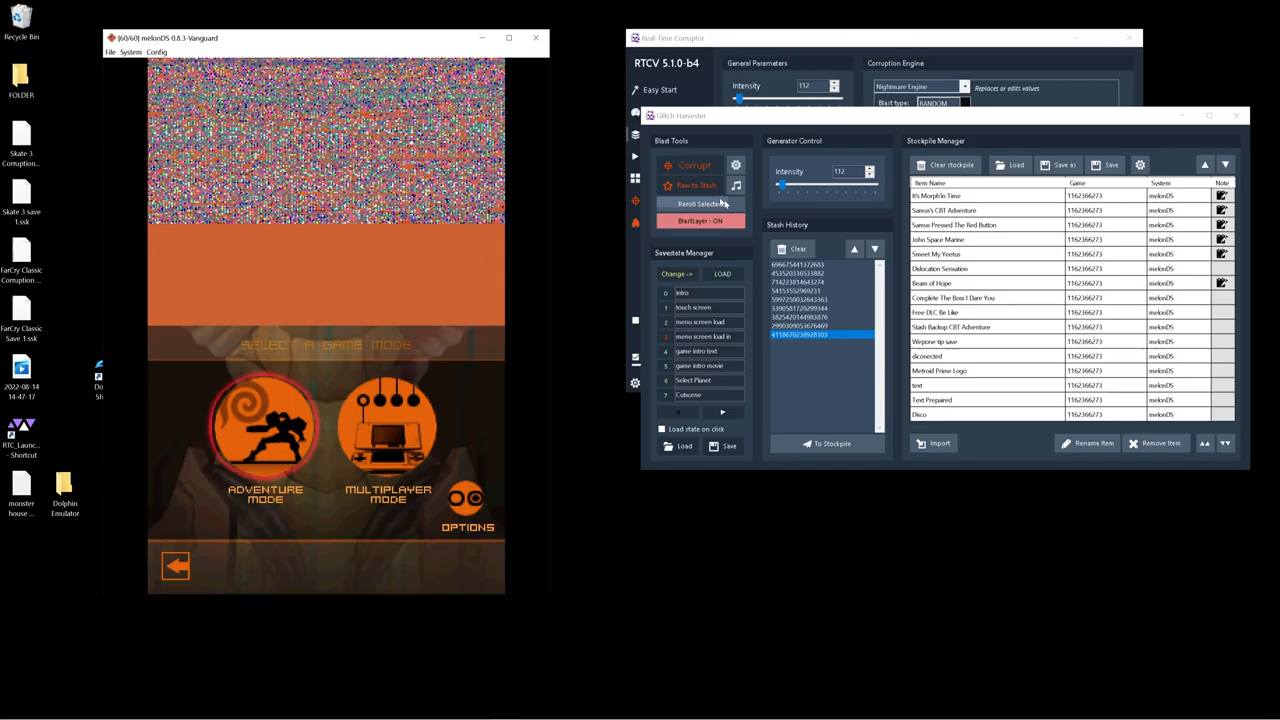 Recycle Bin
FOLDER
Skate 3
Corruption...
Skate 3 save
1.ssk
FarCry Classic
Corruption ...
FarCry Classic
Save 1.ssk
2022-08-14
14-47-17
RTC_Launc...
- Shortcut
monster
house ...
Dolphin
Emulator
[60/60] melonDS 0.8.3-Vanguard
File System Config
SELECT A GAME MODE
ADVENTURE
MODE
MULTIPLAYER
MODE
OPTIONS
Real-Time Corruptor
RTCV 5.1.0-b4
Easy Start
General Parameters
Intensity 112
Corruption Engine
Nightmare Engine
Replaces or edits values
Blast type: RANDOM
Glitch Harvester
Blast Tools
Corrupt
Raw to Stash
Reroll Selected
BlastLayer : ON
Generator Control
Intensity 112
Savestate Manager
Change -> LOAD
0 intro
1 touch screen
2 menu screen load
3 menu screen load in
4 game intro text
5 game intro movie
6 Select Planet
7 Cutscene
Load state on click
Load Save
Stash History
Clear
696675441372683
453520336533882
714223814643274
54153552969231
5997250032643363
3390581720299344
3825420144983876
2990309053676469
4118670238928103
To Stockpile
Stockpile Manager
Clear stockpile Load Save as Save
Item Name Game System Note
It's Morph'in Time 1162366273 melonDS
Samus's CBT Adventure 1162366273 melonDS
Samus Pressed The Red Button 1162366273 melonDS
John Space Marine 1162366273 melonDS
Smeet My Yeetus 1162366273 melonDS
Dislocation Sensation 1162366273 melonDS
Beam of Hope 1162366273 melonDS
Complete The Boss I Dare You 1162366273 melonDS
Free DLC Be Like 1162366273 melonDS
Stash Backup CBT Adventure 1162366273 melonDS
Wepone tip save 1162366273 melonDS
diconected 1162366273 melonDS
Metroid Prime Logo 1162366273 melonDS
text 1162366273 melonDS
Text Prepaired 1162366273 melonDS
Disco 1162366273 melonDS
Import Rename Item Remove Item